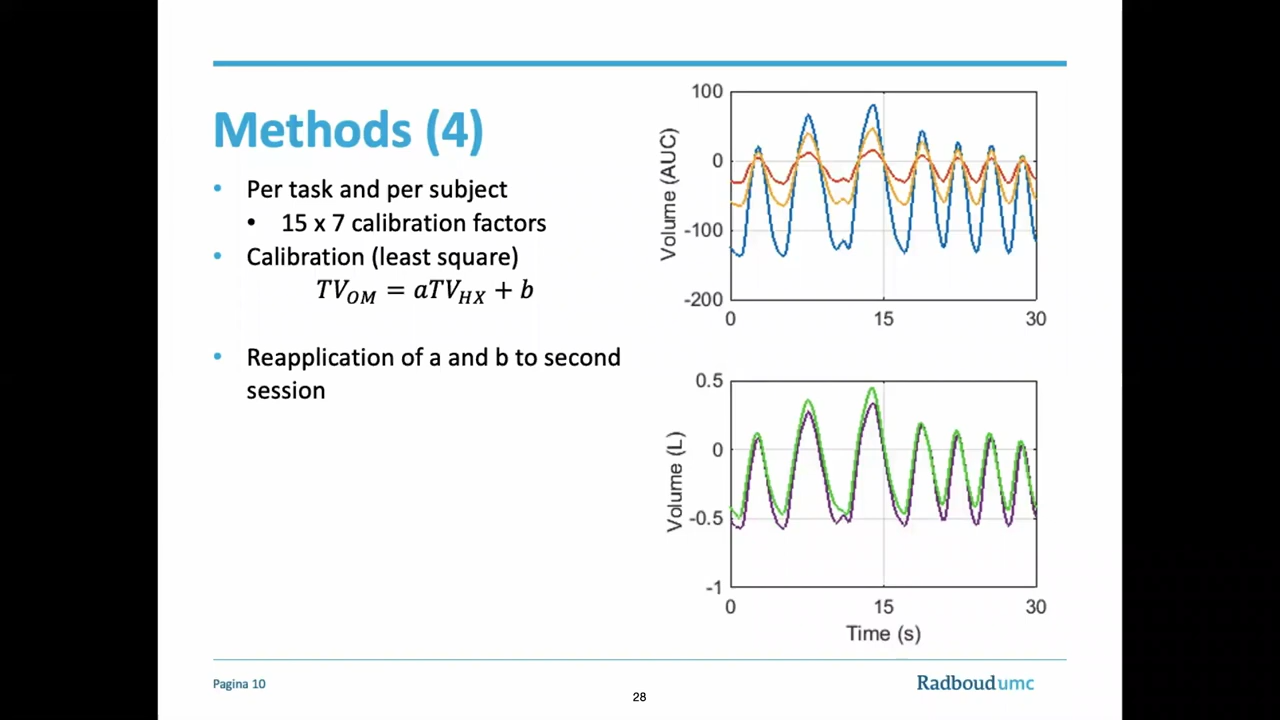 Methods (4)
• Per task and per subject
• 15 x 7 calibration factors
• Calibration (least square)
TV_OM = aTV_HX + b
• Reapplication of a and b to second
session
100
0
-100
-200
Volume (AUC)
0 15 30
0.5
0
-0.5
-1
Volume (L)
0 15 30
Time (s)
Pagina 10
28
Radboudumc